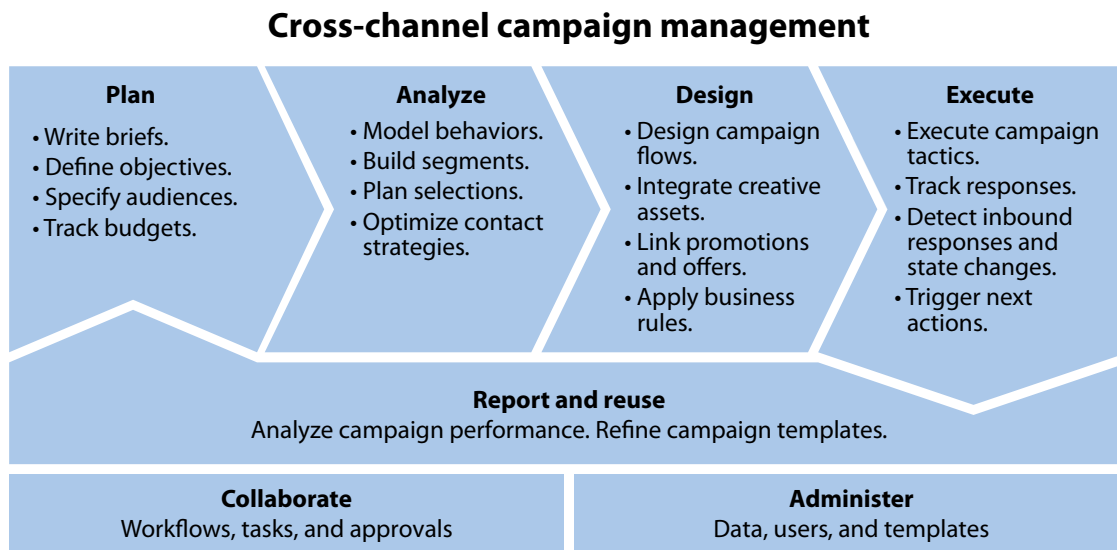 Cross-channel campaign management
Plan
• Write briefs.
• Define objectives.
• Specify audiences.
• Track budgets.
Analyze
• Model behaviors.
• Build segments.
• Plan selections.
• Optimize contact
strategies.
Design
• Design campaign
flows.
• Integrate creative
assets.
• Link promotions
and offers.
• Apply business
rules.
Execute
• Execute campaign
tactics.
• Track responses.
• Detect inbound
responses and
state changes.
• Trigger next
actions.
Report and reuse
Analyze campaign performance. Refine campaign templates.
Collaborate
Workflows, tasks, and approvals
Administer
Data, users, and templates